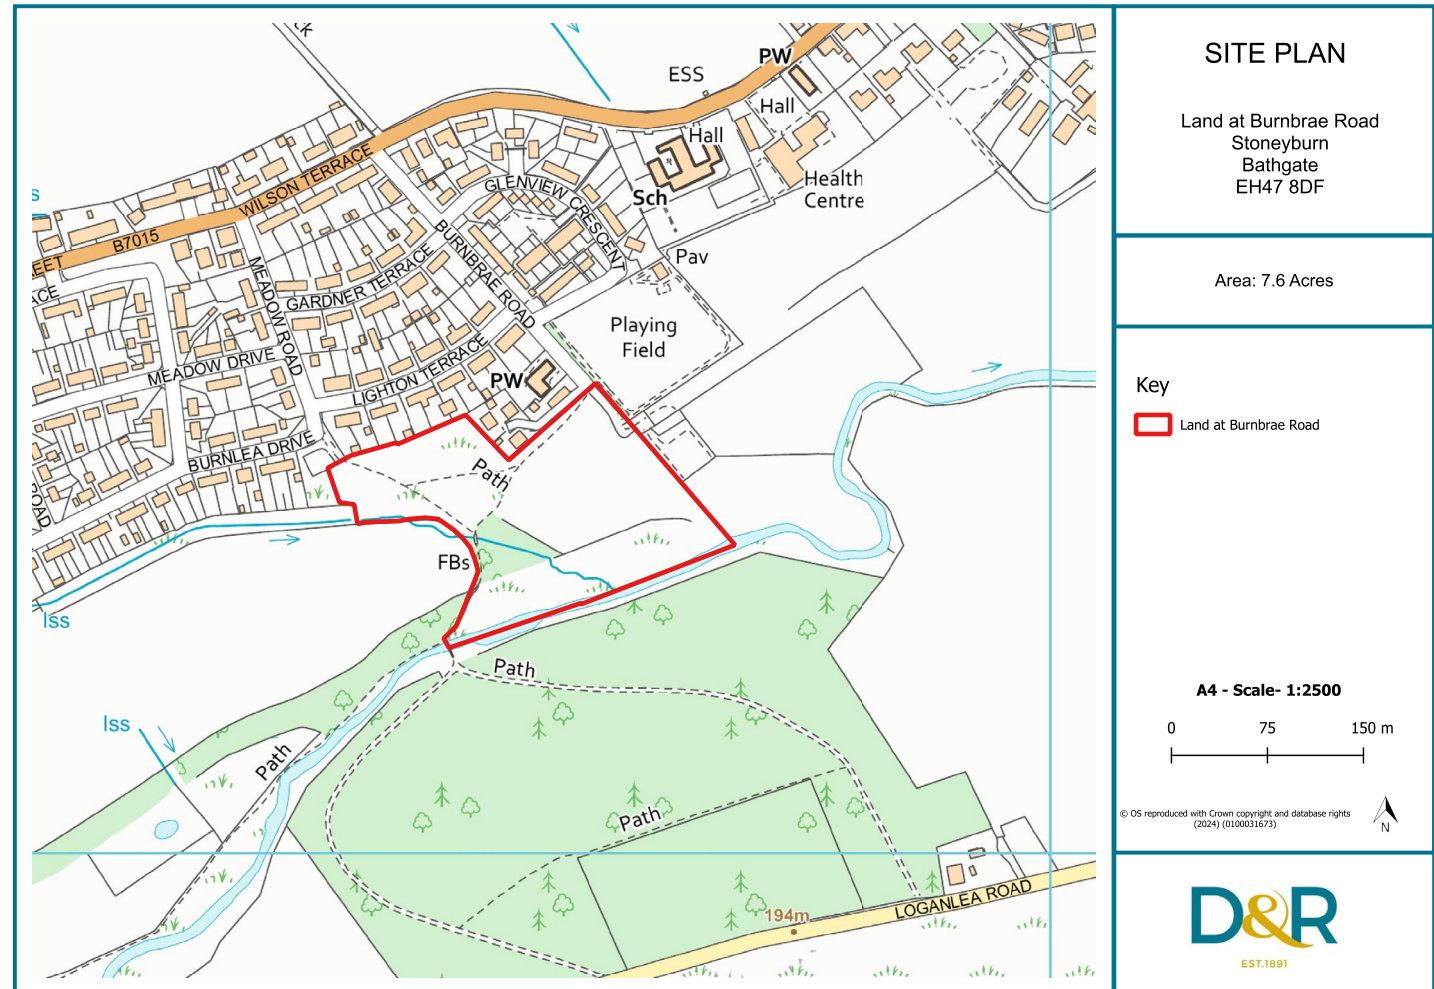 SITE PLAN
Land at Burnbrae Road
Stoneyburn
Bathgate
EH47 8DF
Area: 7.6 Acres
Key
Land at Burnbrae Road
A4 - Scale- 1:2500
0 75 150 m
© OS reproduced with Crown copyright and database rights
(2024) (0100031673)
N
D&R
EST.1891
ck
PW
ESS
Hall
Hall
Health
Centre
Sch
WILSON TERRACE
GLENVIEW CRESCENT
B7015
BURNBRAE ROAD
Pav
MEADOW ROAD
GARDNER TERRACE
Playing
Field
MEADOW DRIVE
LIGHTON TERRACE
PW
BURNLEA DRIVE
Path
ROAD
FBs
Iss
Path
Iss
Path
Path
LOGANLEA ROAD
194m
s
REET
ACE